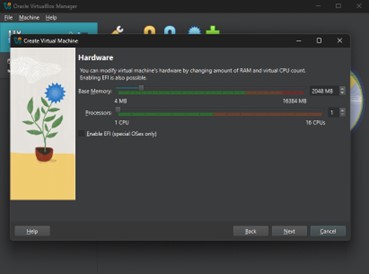 Oracle VirtualBox Manager
File Machine Help
Create Virtual Machine
Hardware
You can modify virtual machine's hardware by changing amount of RAM and virtual CPU count.
Enabling EFI is also possible.
Base Memory: 2048 MB
4 MB 16384 MB
Processors: 1
1 CPU 16 CPUs
Enable EFI (special OSes only)
Help Back Next Cancel